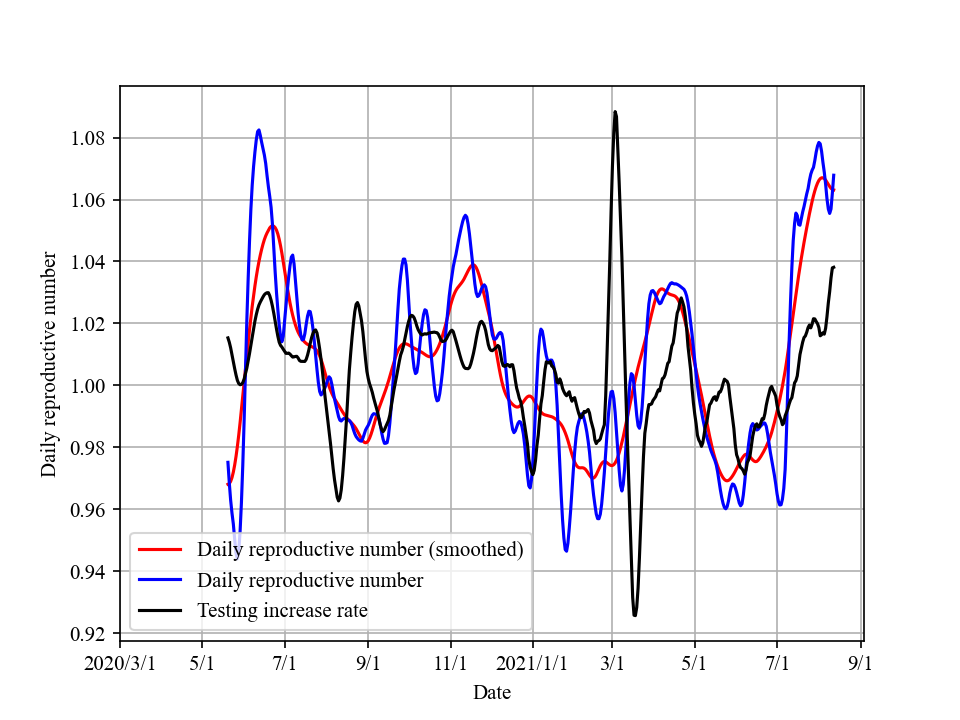 Daily reproductive number
1.08
1.06
1.04
1.02
1.00
0.98
0.96
0.94
0.92
Daily reproductive number (smoothed)
Daily reproductive number
Testing increase rate
2020/3/1 5/1 7/1 9/1 11/1 2021/1/1 3/1 5/1 7/1 9/1
Date